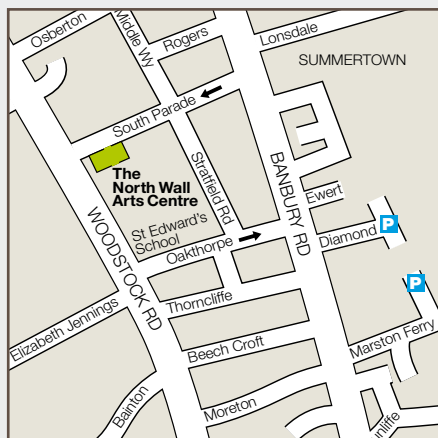 Osberton
Middle Wy
Rogers
Lonsdale
SUMMERTOWN
South Parade
The
North Wall
Arts Centre
Stratfield Rd
BANBURY RD
St Edward's
School
WOODSTOCK RD
Ewert
P
Oakthorpe
Diamond
P
Elizabeth Jennings
Thorncliffe
Beech Croft
Marston Ferry
Bainton
Moreton